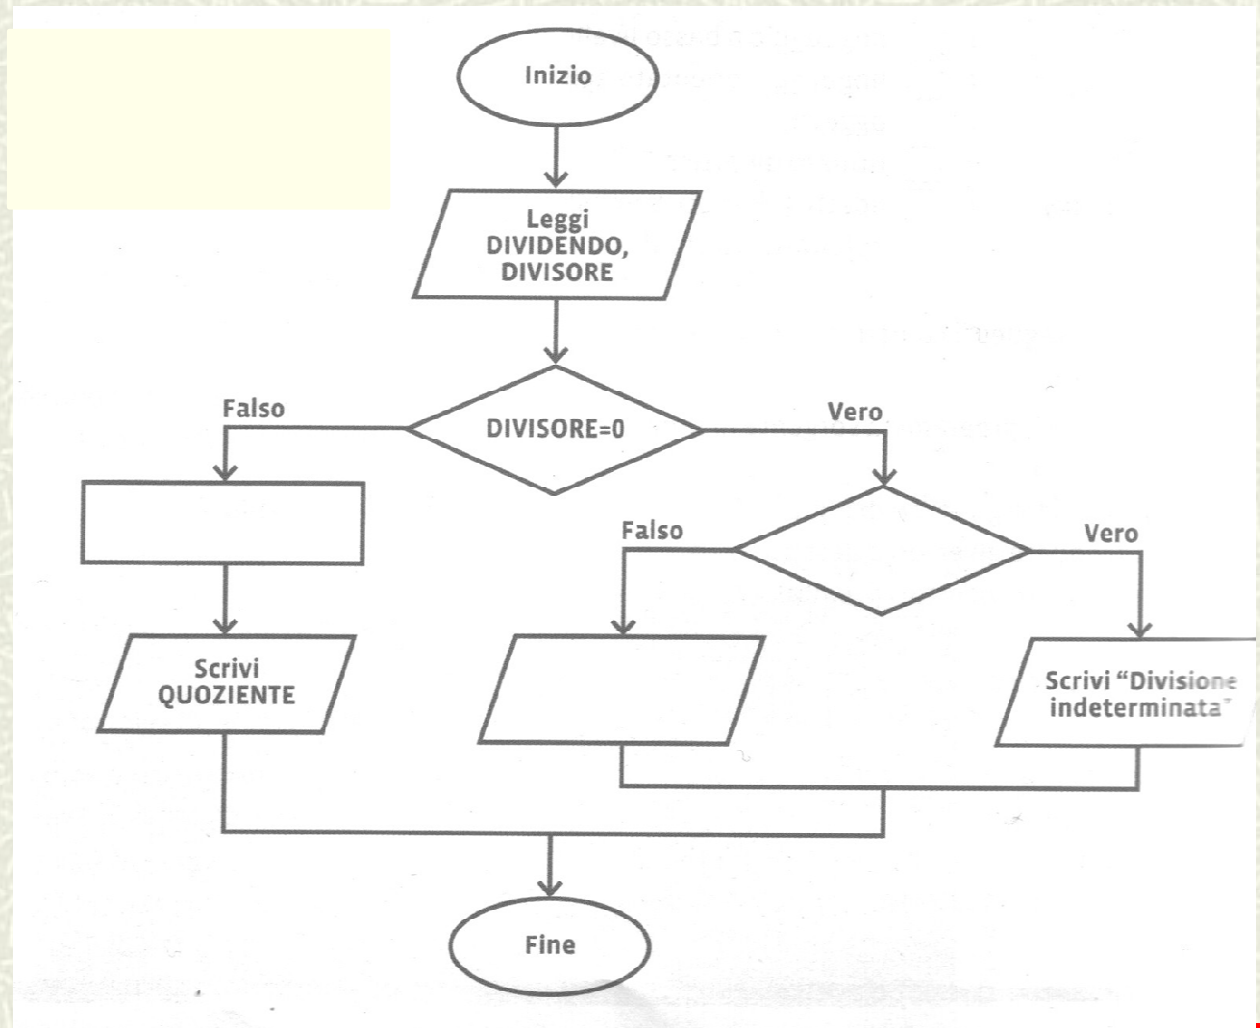 Inizio
Leggi
DIVIDENDO,
DIVISORE
Falso
DIVISORE=0
Vero
Falso
Vero
Scrivi
QUOZIENTE
Scrivi “Divisione
indeterminata”
Fine